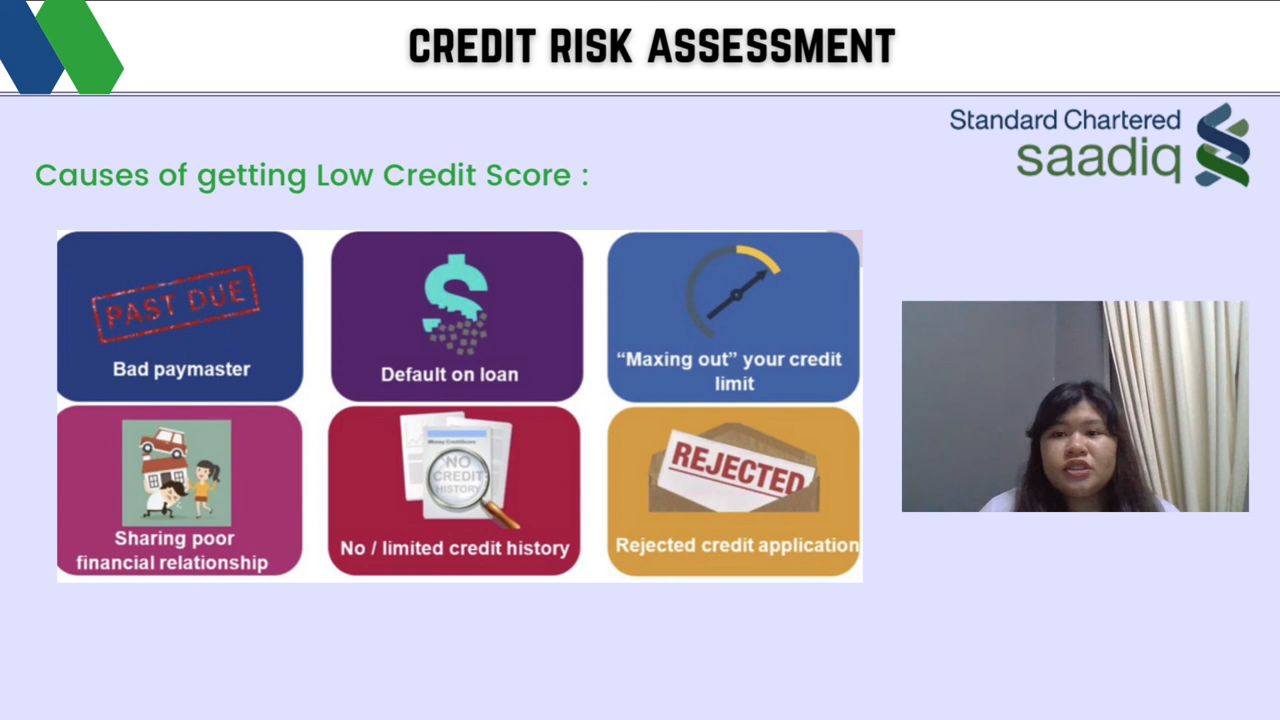 CREDIT RISK ASSESSMENT
Standard Chartered
saadiq
Causes of getting Low Credit Score :
PAST DUE
Bad paymaster
Default on loan
“Maxing out” your credit
limit
Sharing poor
financial relationship
NO
CREDIT
HISTORY
No / limited credit history
REJECTED
Rejected credit application